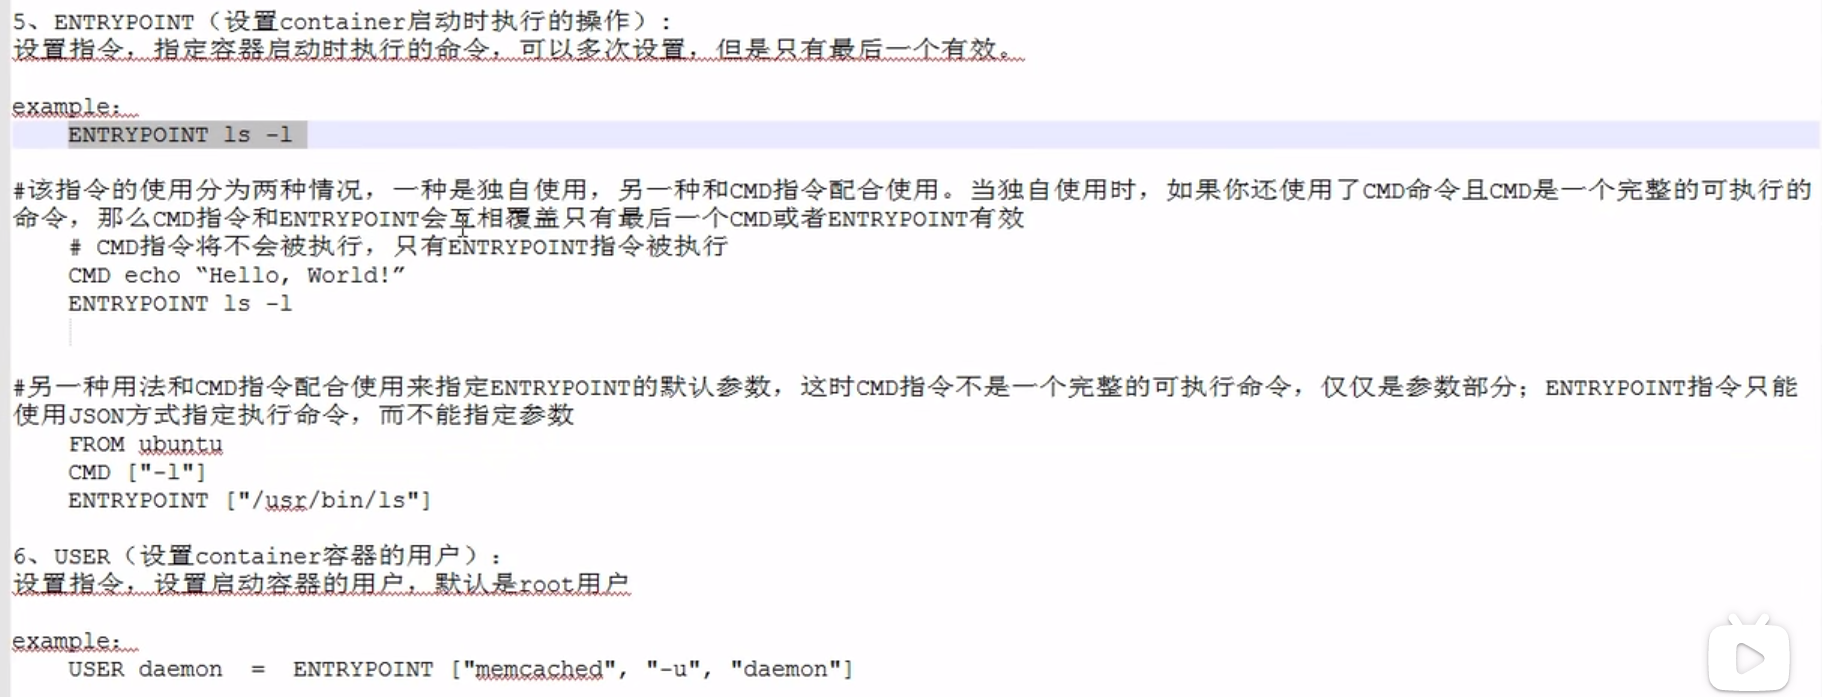 5、ENTRYPOINT（设置container启动时执行的操作）:
设置指令，指定容器启动时执行的命令，可以多次设置，但是只有最后一个有效。
example:
ENTRYPOINT ls -l
#该指令的使用分为两种情况，一种是独自使用，另一种和CMD指令配合使用。当独自使用时，如果你还使用了CMD命令且CMD是一个完整的可执行的
命令，那么CMD指令和ENTRYPOINT会互相覆盖只有最后一个CMD或者ENTRYPOINT有效
# CMD指令将不会被执行，只有ENTRYPOINT指令被执行
CMD echo “Hello, World!”
ENTRYPOINT ls -l
#另一种用法和CMD指令配合使用来指定ENTRYPOINT的默认参数，这时CMD指令不是一个完整的可执行命令，仅仅是参数部分；ENTRYPOINT指令只能
使用JSON方式指定执行命令，而不能指定参数
FROM ubuntu
CMD ["-l"]
ENTRYPOINT ["/usr/bin/ls"]
6、USER（设置container容器的用户）:
设置指令，设置启动容器的用户，默认是root用户
example:
USER daemon = ENTRYPOINT ["memcached", "-u", "daemon"]